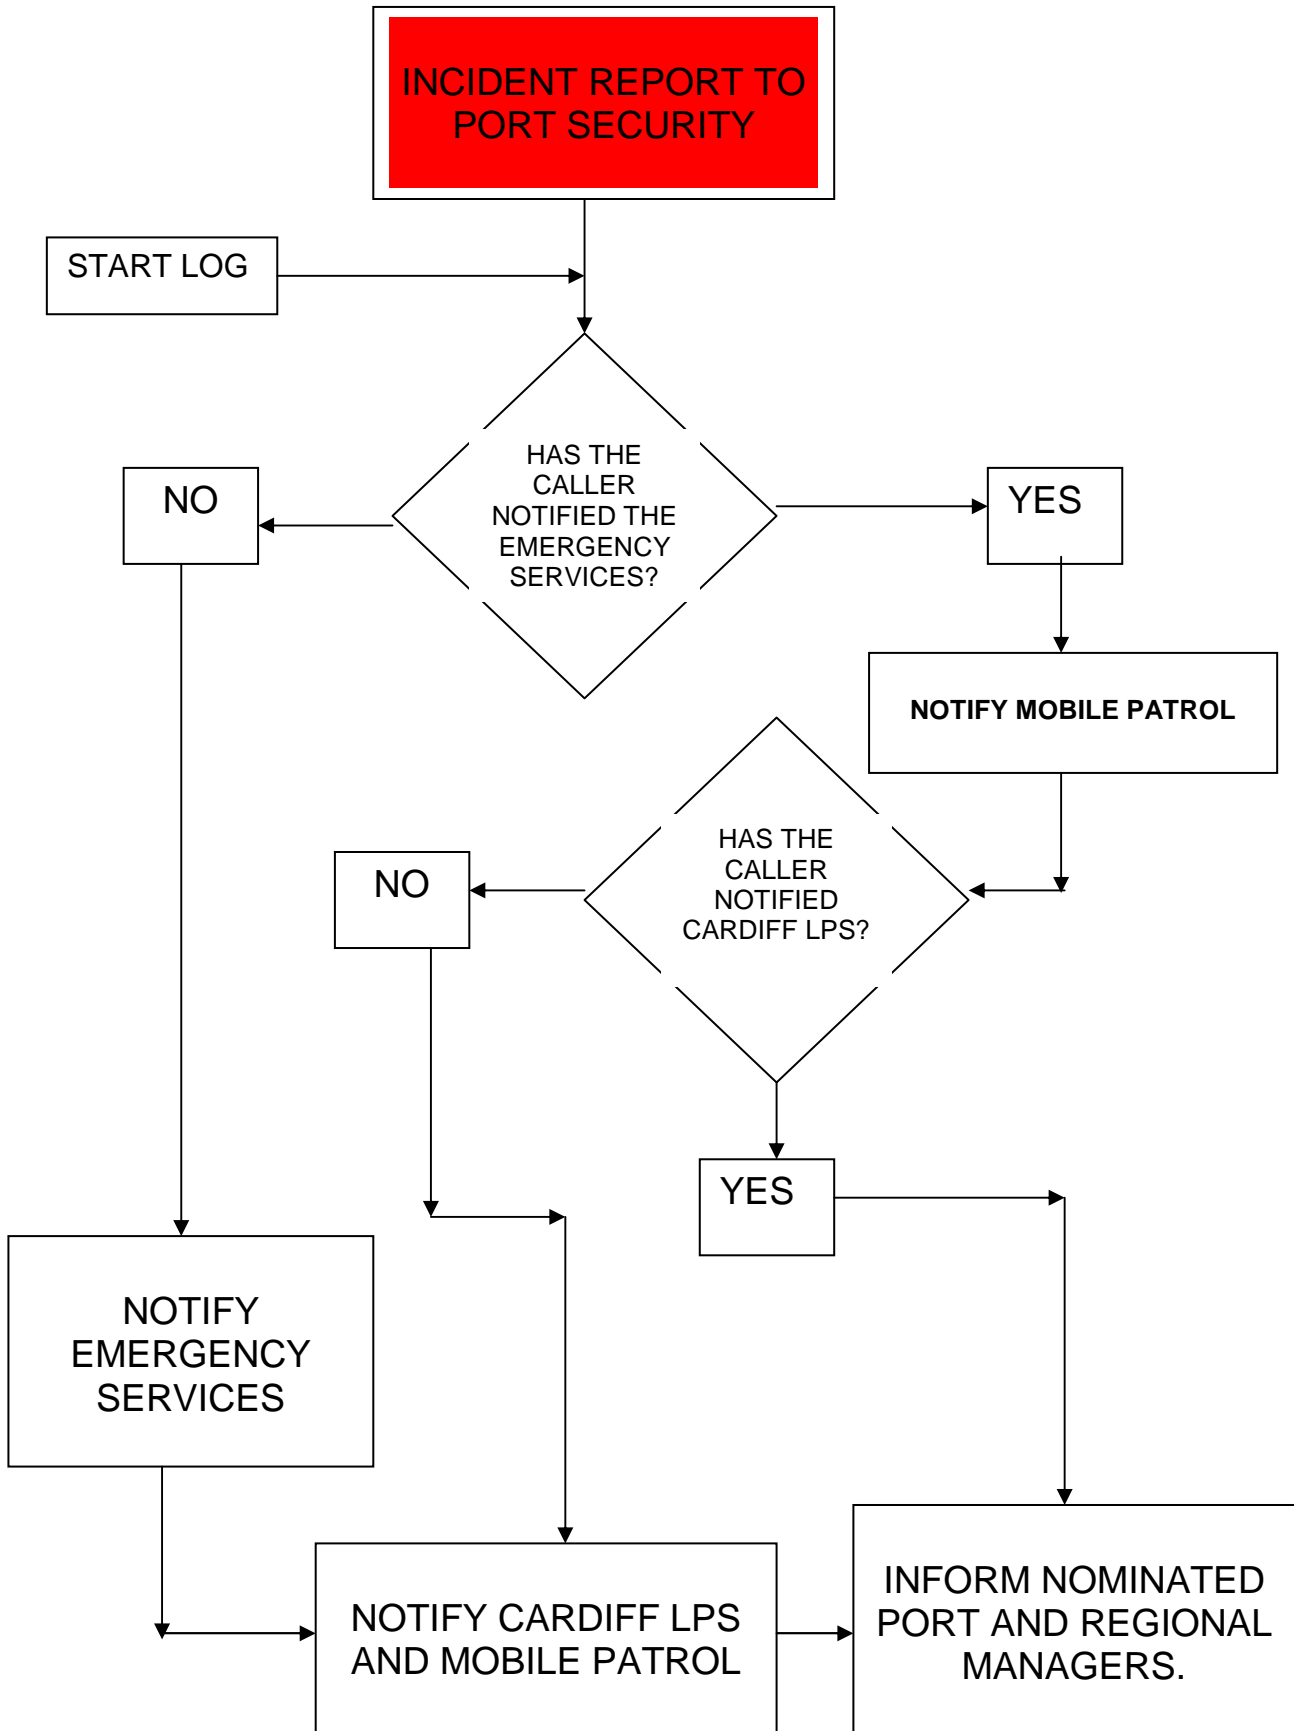 INCIDENT REPORT TO
PORT SECURITY
START LOG
HAS THE
CALLER
NOTIFIED THE
EMERGENCY
SERVICES?
NO
YES
NOTIFY MOBILE PATROL
HAS THE
CALLER
NOTIFIED
CARDIFF LPS?
NO
YES
NOTIFY
EMERGENCY
SERVICES
NOTIFY CARDIFF LPS
AND MOBILE PATROL
INFORM NOMINATED
PORT AND REGIONAL
MANAGERS.